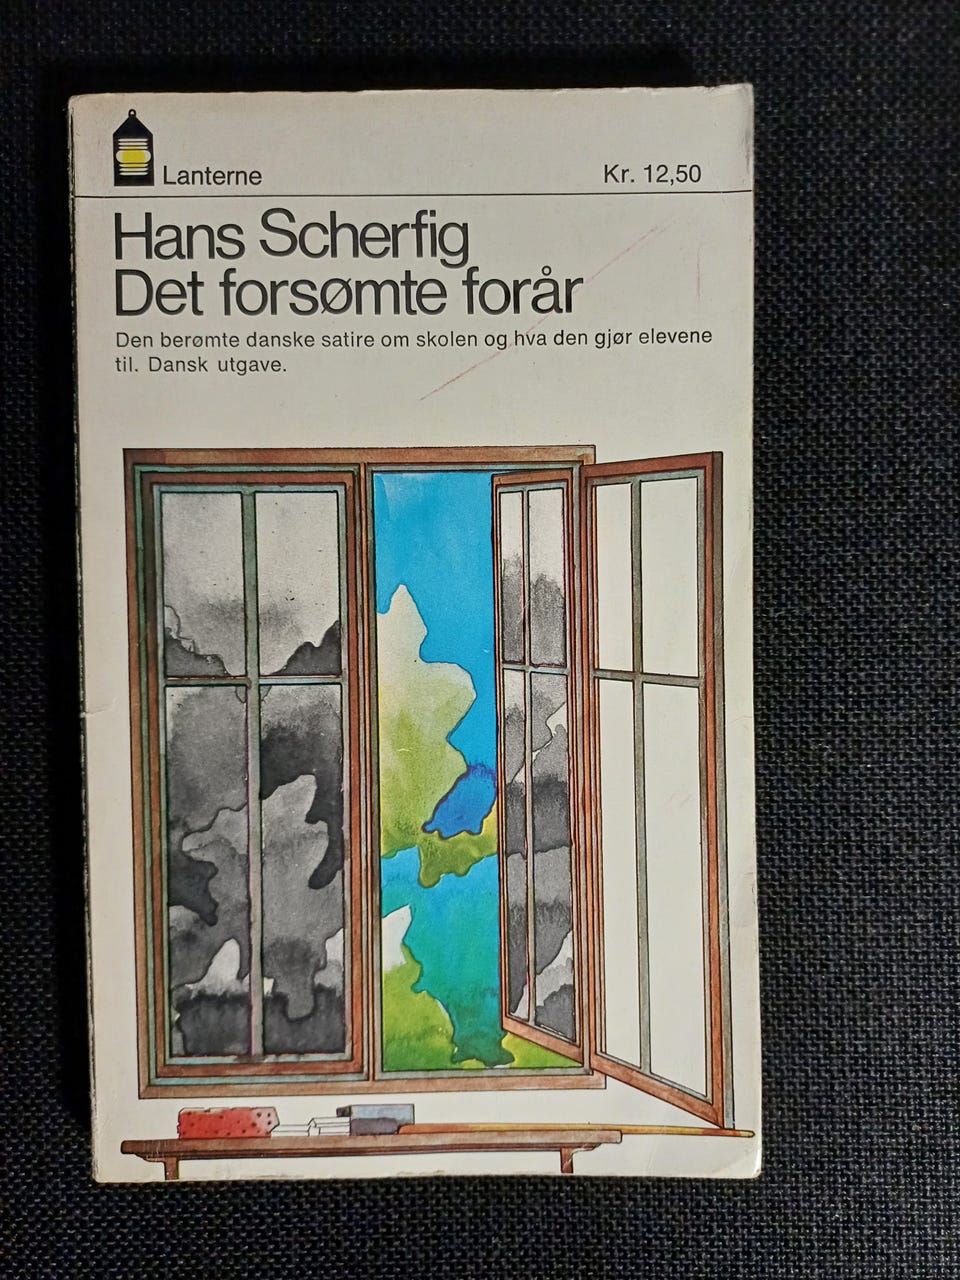 Lanterne
Kr. 12,50
Hans Scherfig
Det forsømte forår
Den berømte danske satire om skolen og hva den gjør elevene
til. Dansk utgave.